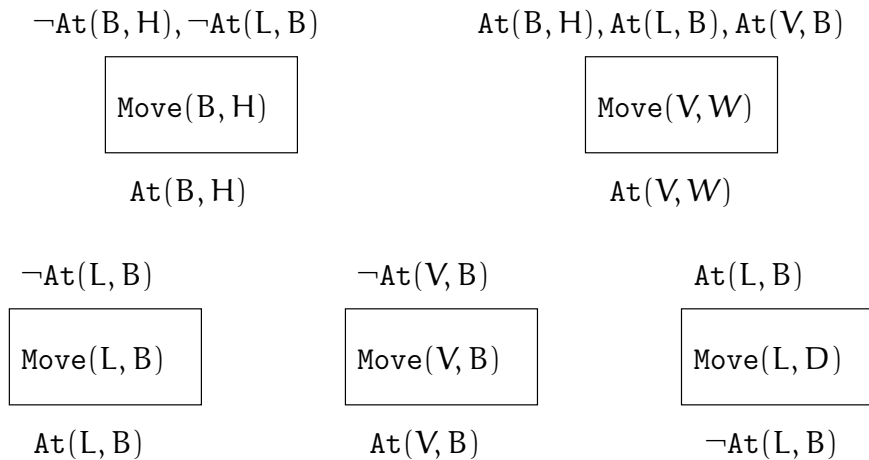 ¬At(B, H), ¬At(L, B) At(B, H), At(L, B), At(V, B)
Move(B, H) Move(V, W)
At(B, H) At(V, W)
¬At(L, B) ¬At(V, B) At(L, B)
Move(L, B) Move(V, B) Move(L, D)
At(L, B) At(V, B) ¬At(L, B)